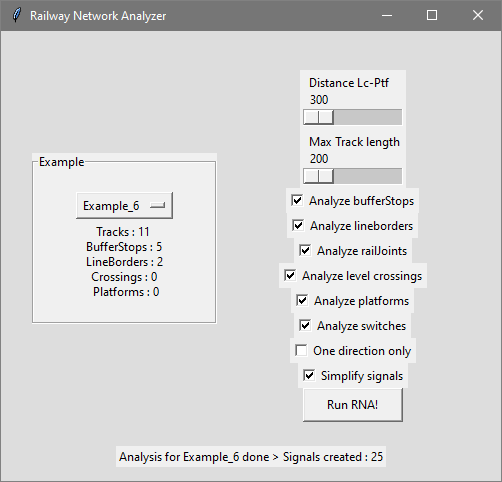 Railway Network Analyzer
Example
Example_6
Tracks : 11
BufferStops : 5
LineBorders : 2
Crossings : 0
Platforms : 0
Distance Lc-Ptf
300
Max Track length
200
Analyze bufferStops
Analyze lineborders
Analyze railJoints
Analyze level crossings
Analyze platforms
Analyze switches
One direction only
Simplify signals
Run RNA!
Analysis for Example_6 done > Signals created : 25